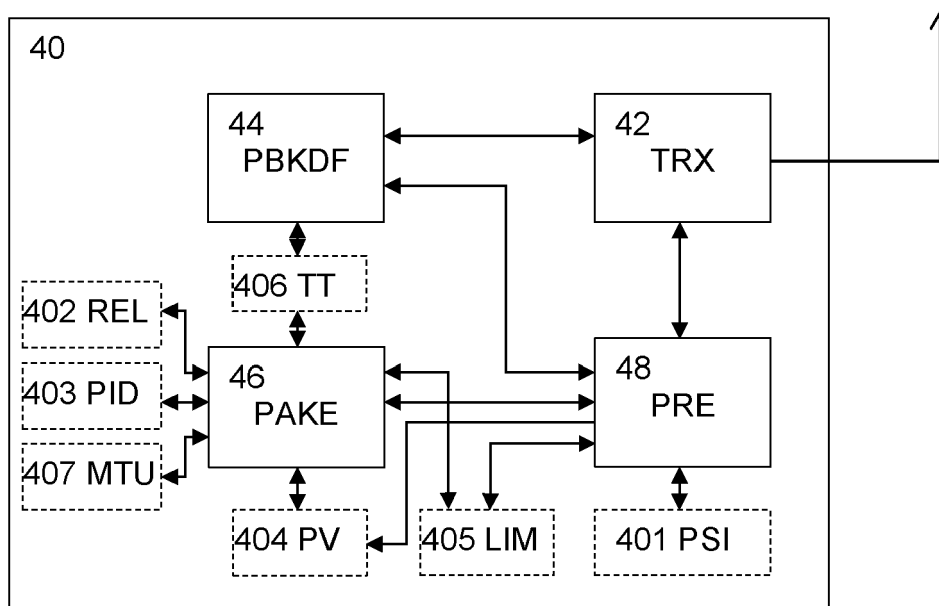 40
44
PBKDF
42
TRX
406 TT
402 REL
403 PID
407 MTU
46
PAKE
48
PRE
404 PV
405 LIM
401 PSI